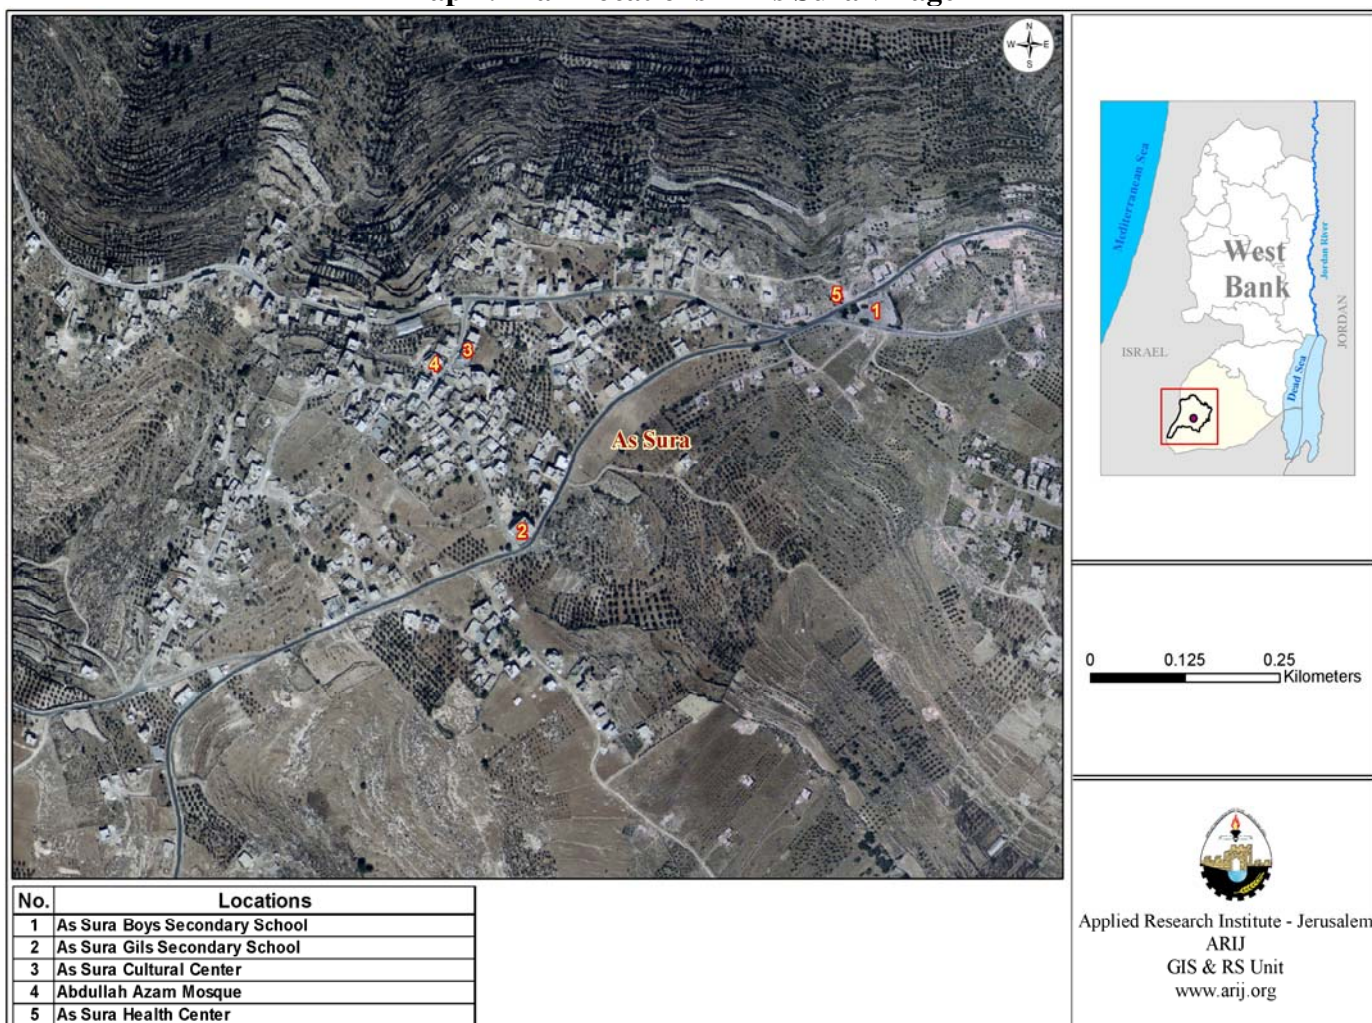 N
W E
S
5
1
3
4
As Sura
2
Mediterranean Sea
West
Bank
Jordan River
ISRAEL
JORDAN
Dead Sea
0 0.125 0.25
Kilometers
No. Locations
1 As Sura Boys Secondary School
2 As Sura Gils Secondary School
3 As Sura Cultural Center
4 Abdullah Azam Mosque
5 As Sura Health Center
Applied Research Institute - Jerusalem
ARIJ
GIS & RS Unit
www.arij.org